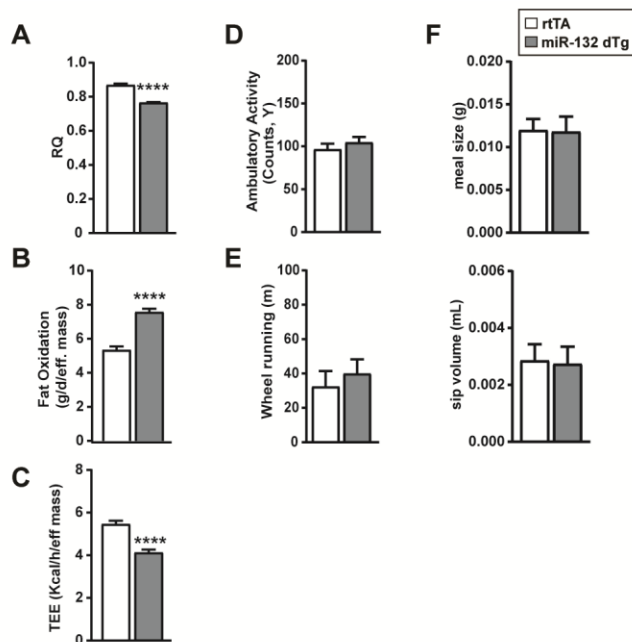 rtTA
miR-132 dTg
A
RQ
0.8
0.6
0.4
0.2
0
1.0
****
B
Fat Oxidation
(g/d/eff. mass)
10
8
6
4
2
0
****
C
TEE (Kcal/h/eff mass)
6
4
2
0
****
D
Ambulatory Activity
(Counts, Y)
200
150
100
50
0
E
Wheel running (m)
100
80
60
40
20
0
F
meal size (g)
0.020
0.015
0.010
0.005
0.000
sip volume (mL)
0.006
0.004
0.002
0.000